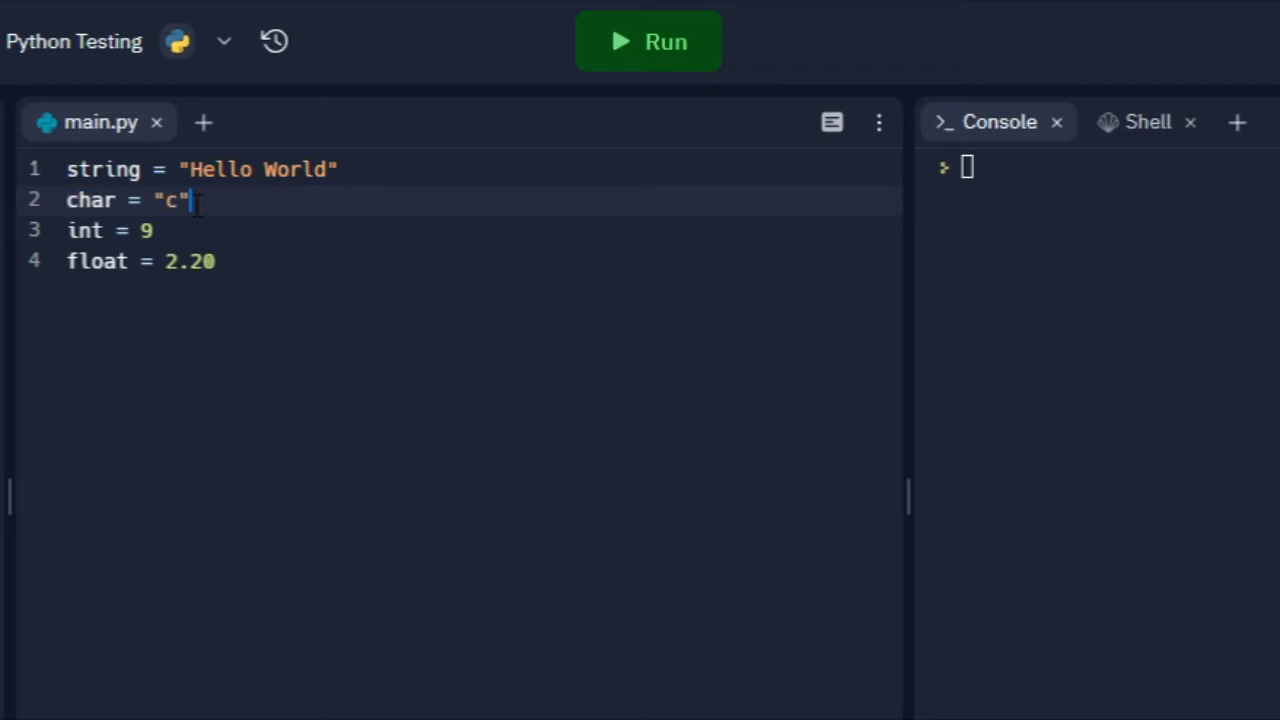 Python Testing
Run
main.py
Console
Shell
1 string = "Hello World"
2 char = "c"
3 int = 9
4 float = 2.20